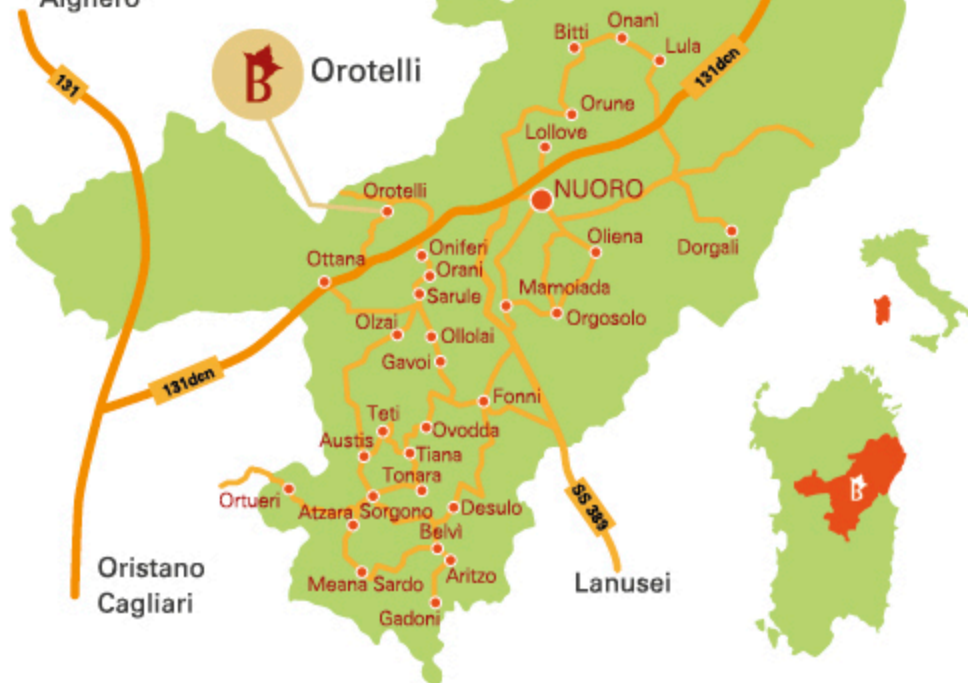 Alghero
131
B
Orotelli
Bitti
Onanì
Lula
131dcn
Orune
Lollove
NUORO
Orotelli
Oliena
Dorgali
Oniferi
Ottana
Orani
Sarule
Mamoiada
Orgosolo
Olzai
Ollolai
Gavoi
131dcn
Fonni
Teti
Ovodda
Austis
Tiana
Tonara
Ortueri
Atzara
Sorgono
Desulo
SS 389
Belvì
Aritzo
Meana Sardo
Gadoni
Oristano
Cagliari
Lanusei
B